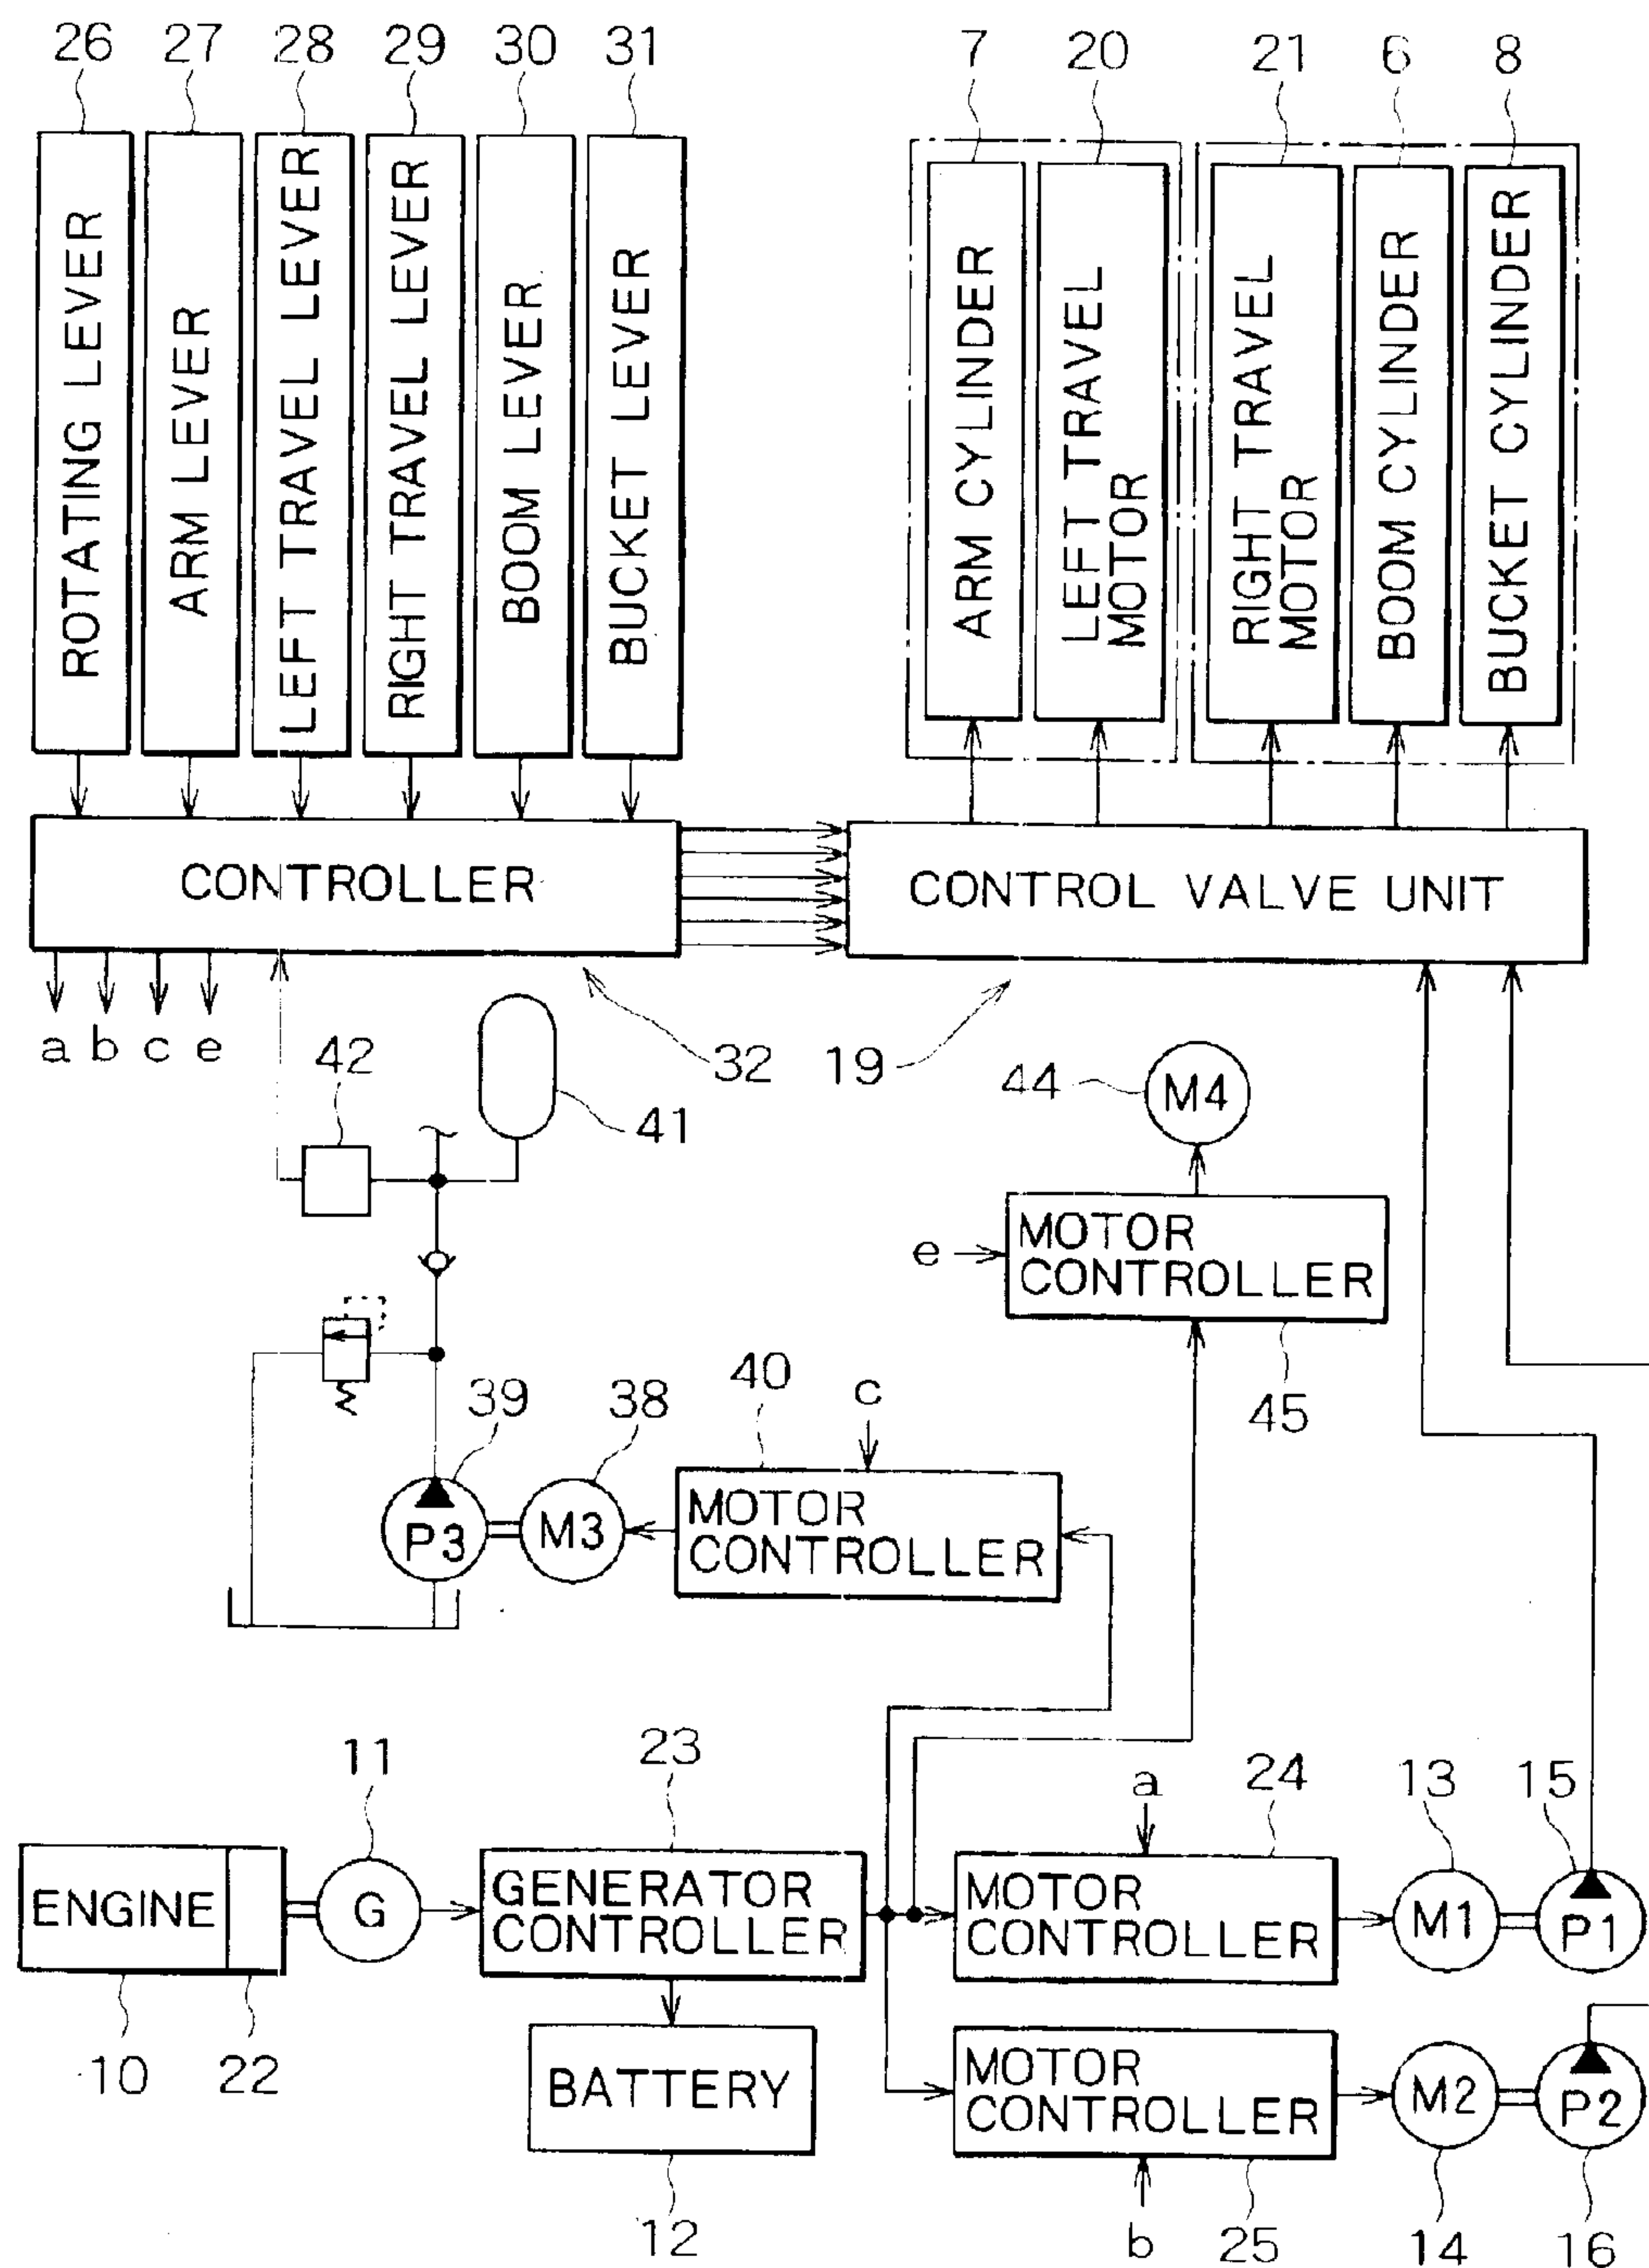 26 27 28 29 30 31 7 20 21 6 8
ROTATING LEVER
ARM LEVER
LEFT TRAVEL LEVER
RIGHT TRAVEL LEVER
BOOM LEVER
BUCKET LEVER
ARM CYLINDER
LEFT TRAVEL
MOTOR
RIGHT TRAVEL
MOTOR
BOOM CYLINDER
BUCKET CYLINDER
CONTROLLER
CONTROL VALVE UNIT
a b c e
42
41
32
19
44
M4
e
MOTOR
CONTROLLER
45
39
38
40
c
P3
M3
MOTOR
CONTROLLER
11
23
a
24
13
15
ENGINE
G
GENERATOR
CONTROLLER
MOTOR
CONTROLLER
M1
P1
10
22
BATTERY
MOTOR
CONTROLLER
M2
P2
12
b
25
14
16